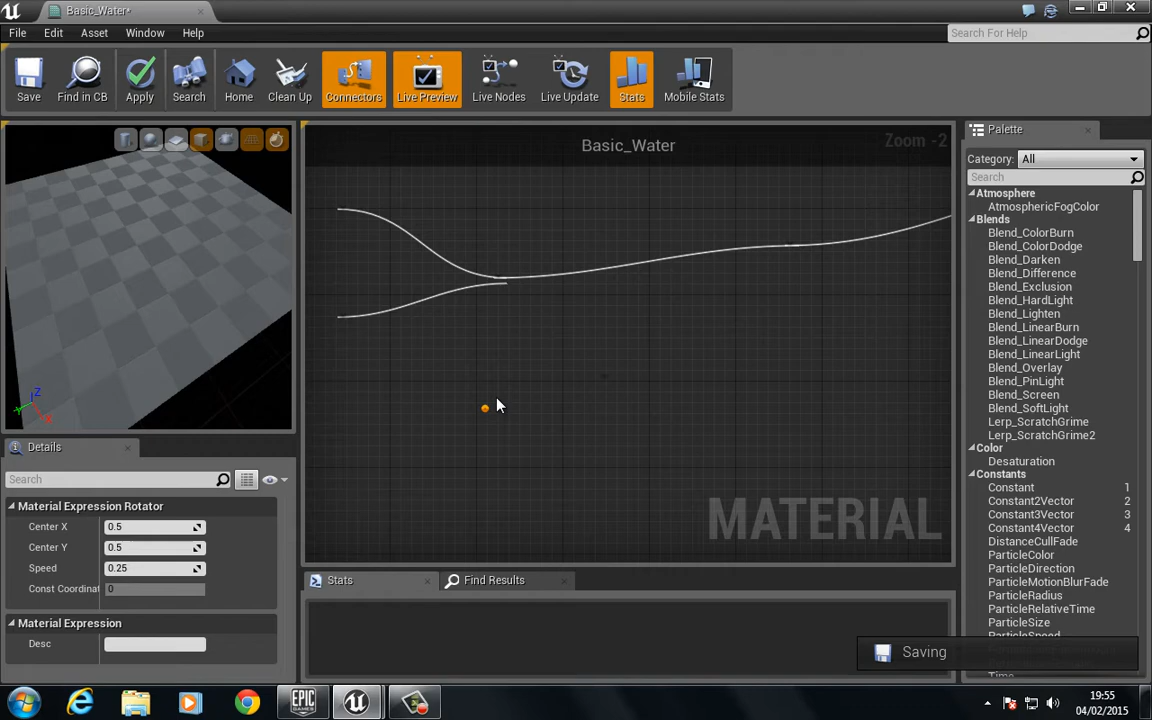 Basic_Water*
File Edit Asset Window Help
Search For Help
Save Find in CB Apply Search Home Clean Up Connectors Live Preview Live Nodes Live Update Stats Mobile Stats
Basic_Water
Zoom -2
Palette
Category: All
Search
Atmosphere
AtmosphericFogColor
Blends
Blend_ColorBurn
Blend_ColorDodge
Blend_Darken
Blend_Difference
Blend_Exclusion
Blend_HardLight
Blend_Lighten
Blend_LinearBurn
Blend_LinearDodge
Blend_LinearLight
Blend_Overlay
Blend_PinLight
Blend_Screen
Blend_SoftLight
Lerp_ScratchGrime
Lerp_ScratchGrime2
Color
Desaturation
Constants
Constant 1
Constant2Vector 2
Constant3Vector 3
Constant4Vector 4
DistanceCullFade
ParticleColor
ParticleDirection
ParticleMotionBlurFade
ParticleRadius
ParticleRelativeTime
ParticleSize
ParticleSpeed
Z
X
Details
Search
Material Expression Rotator
Center X 0.5
Center Y 0.5
Speed 0.25
Const Coordinat 0
Material Expression
Desc
MATERIAL
Stats
Find Results
Saving
EPIC GAMES
19:55
04/02/2015